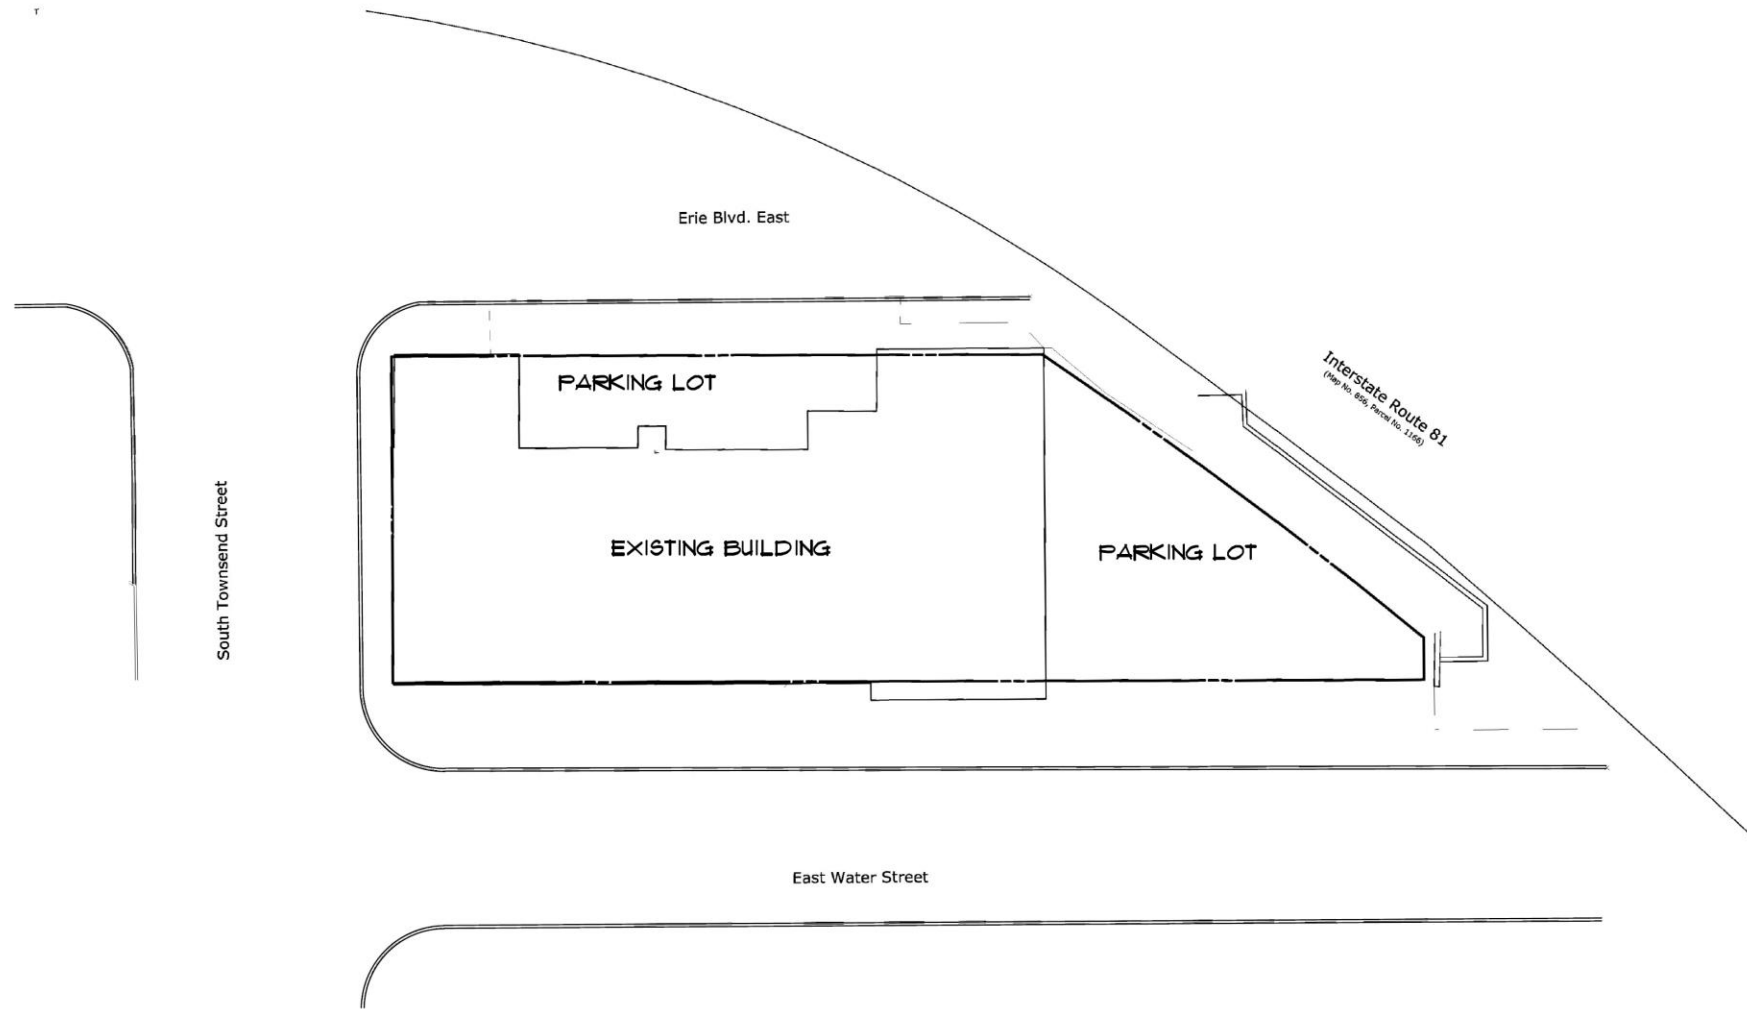 Erie Blvd. East
Interstate Route 81
(Map No. 856, Parcel No. 1166)
PARKING LOT
South Townsend Street
EXISTING BUILDING
PARKING LOT
East Water Street